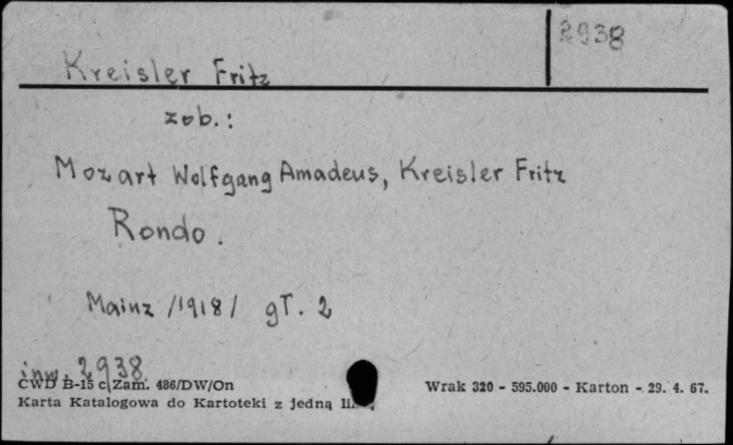 2938
Kreisler Fritz
zob.:
Mozart Wolfgang Amadeus, Kreisler Fritz
Rondo.
Mainz /1918/ gT. 2
inw. 2938
CWD B-15 c Zam. 486/DW/On
Wrak 320 - 595.000 - Karton - 29. 4. 67.
Karta Katalogowa do Kartoteki z jedną